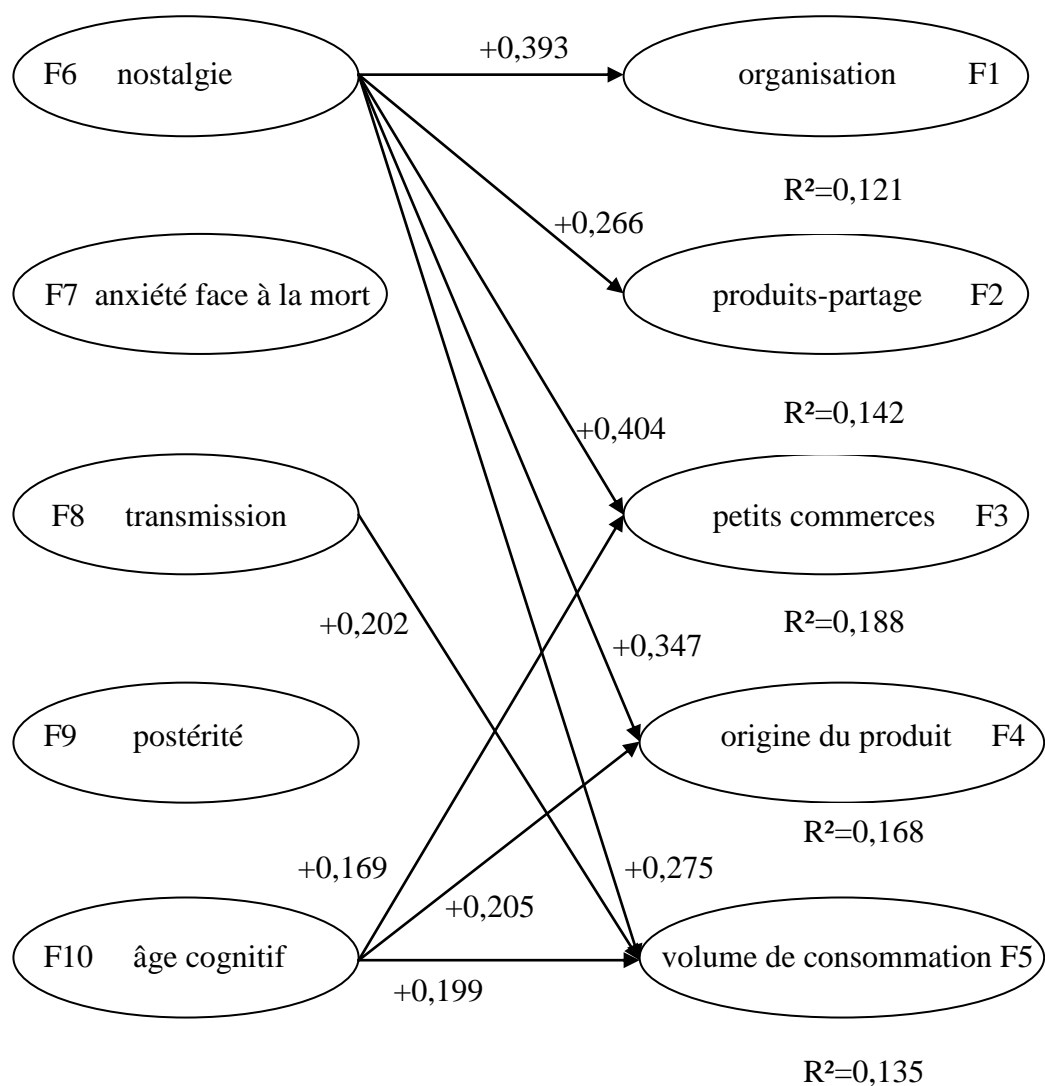 +0,393
F6 nostalgie
organisation F1
R²=0,121
+0,266
F7 anxiété face à la mort
produits-partage F2
R²=0,142
+0,404
F8 transmission
petits commerces F3
+0,202
R²=0,188
+0,347
F9 postérité
origine du produit F4
R²=0,168
+0,169
+0,275
+0,205
F10 âge cognitif
volume de consommation F5
+0,199
R²=0,135